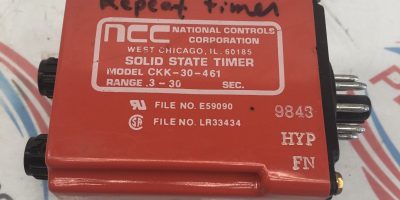 Repeat timer
ncc NATIONAL CONTROLS
CORPORATION
WEST CHICAGO, IL. 60185
SOLID STATE TIMER
MODEL CKK-30-461
RANGE .3-30 SEC.
FILE NO. E59090
FILE NO. LR33434
9843
HYP
FN